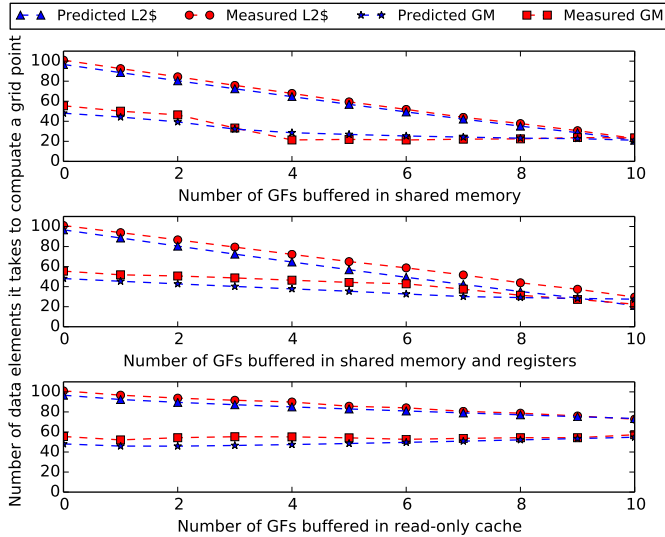 Predicted L2$ Measured L2$ Predicted GM Measured GM
Number of data elements it takes to compuate a grid point
100
80
60
40
20
0
0 2 4 6 8 10
Number of GFs buffered in shared memory
100
80
60
40
20
0
0 2 4 6 8 10
Number of GFs buffered in shared memory and registers
100
80
60
40
20
0
0 2 4 6 8 10
Number of GFs buffered in read-only cache